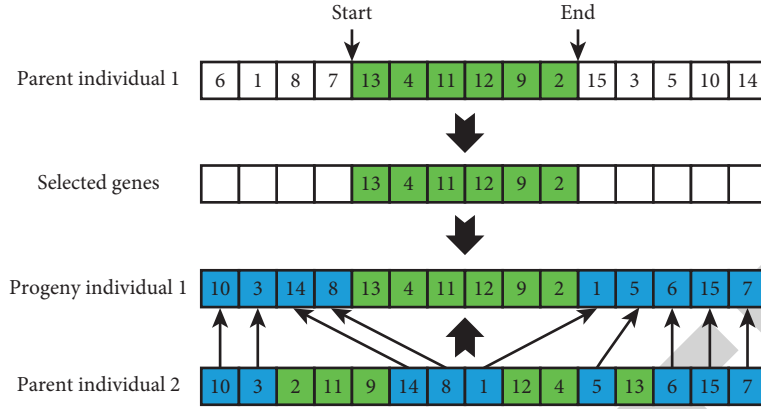 Start End
Parent individual 1 6 1 8 7 13 4 11 12 9 2 15 3 5 10 14
Selected genes 13 4 11 12 9 2
Progeny individual 1 10 3 14 8 13 4 11 12 9 2 1 5 6 15 7
Parent individual 2 10 3 2 11 9 14 8 1 12 4 5 13 6 15 7